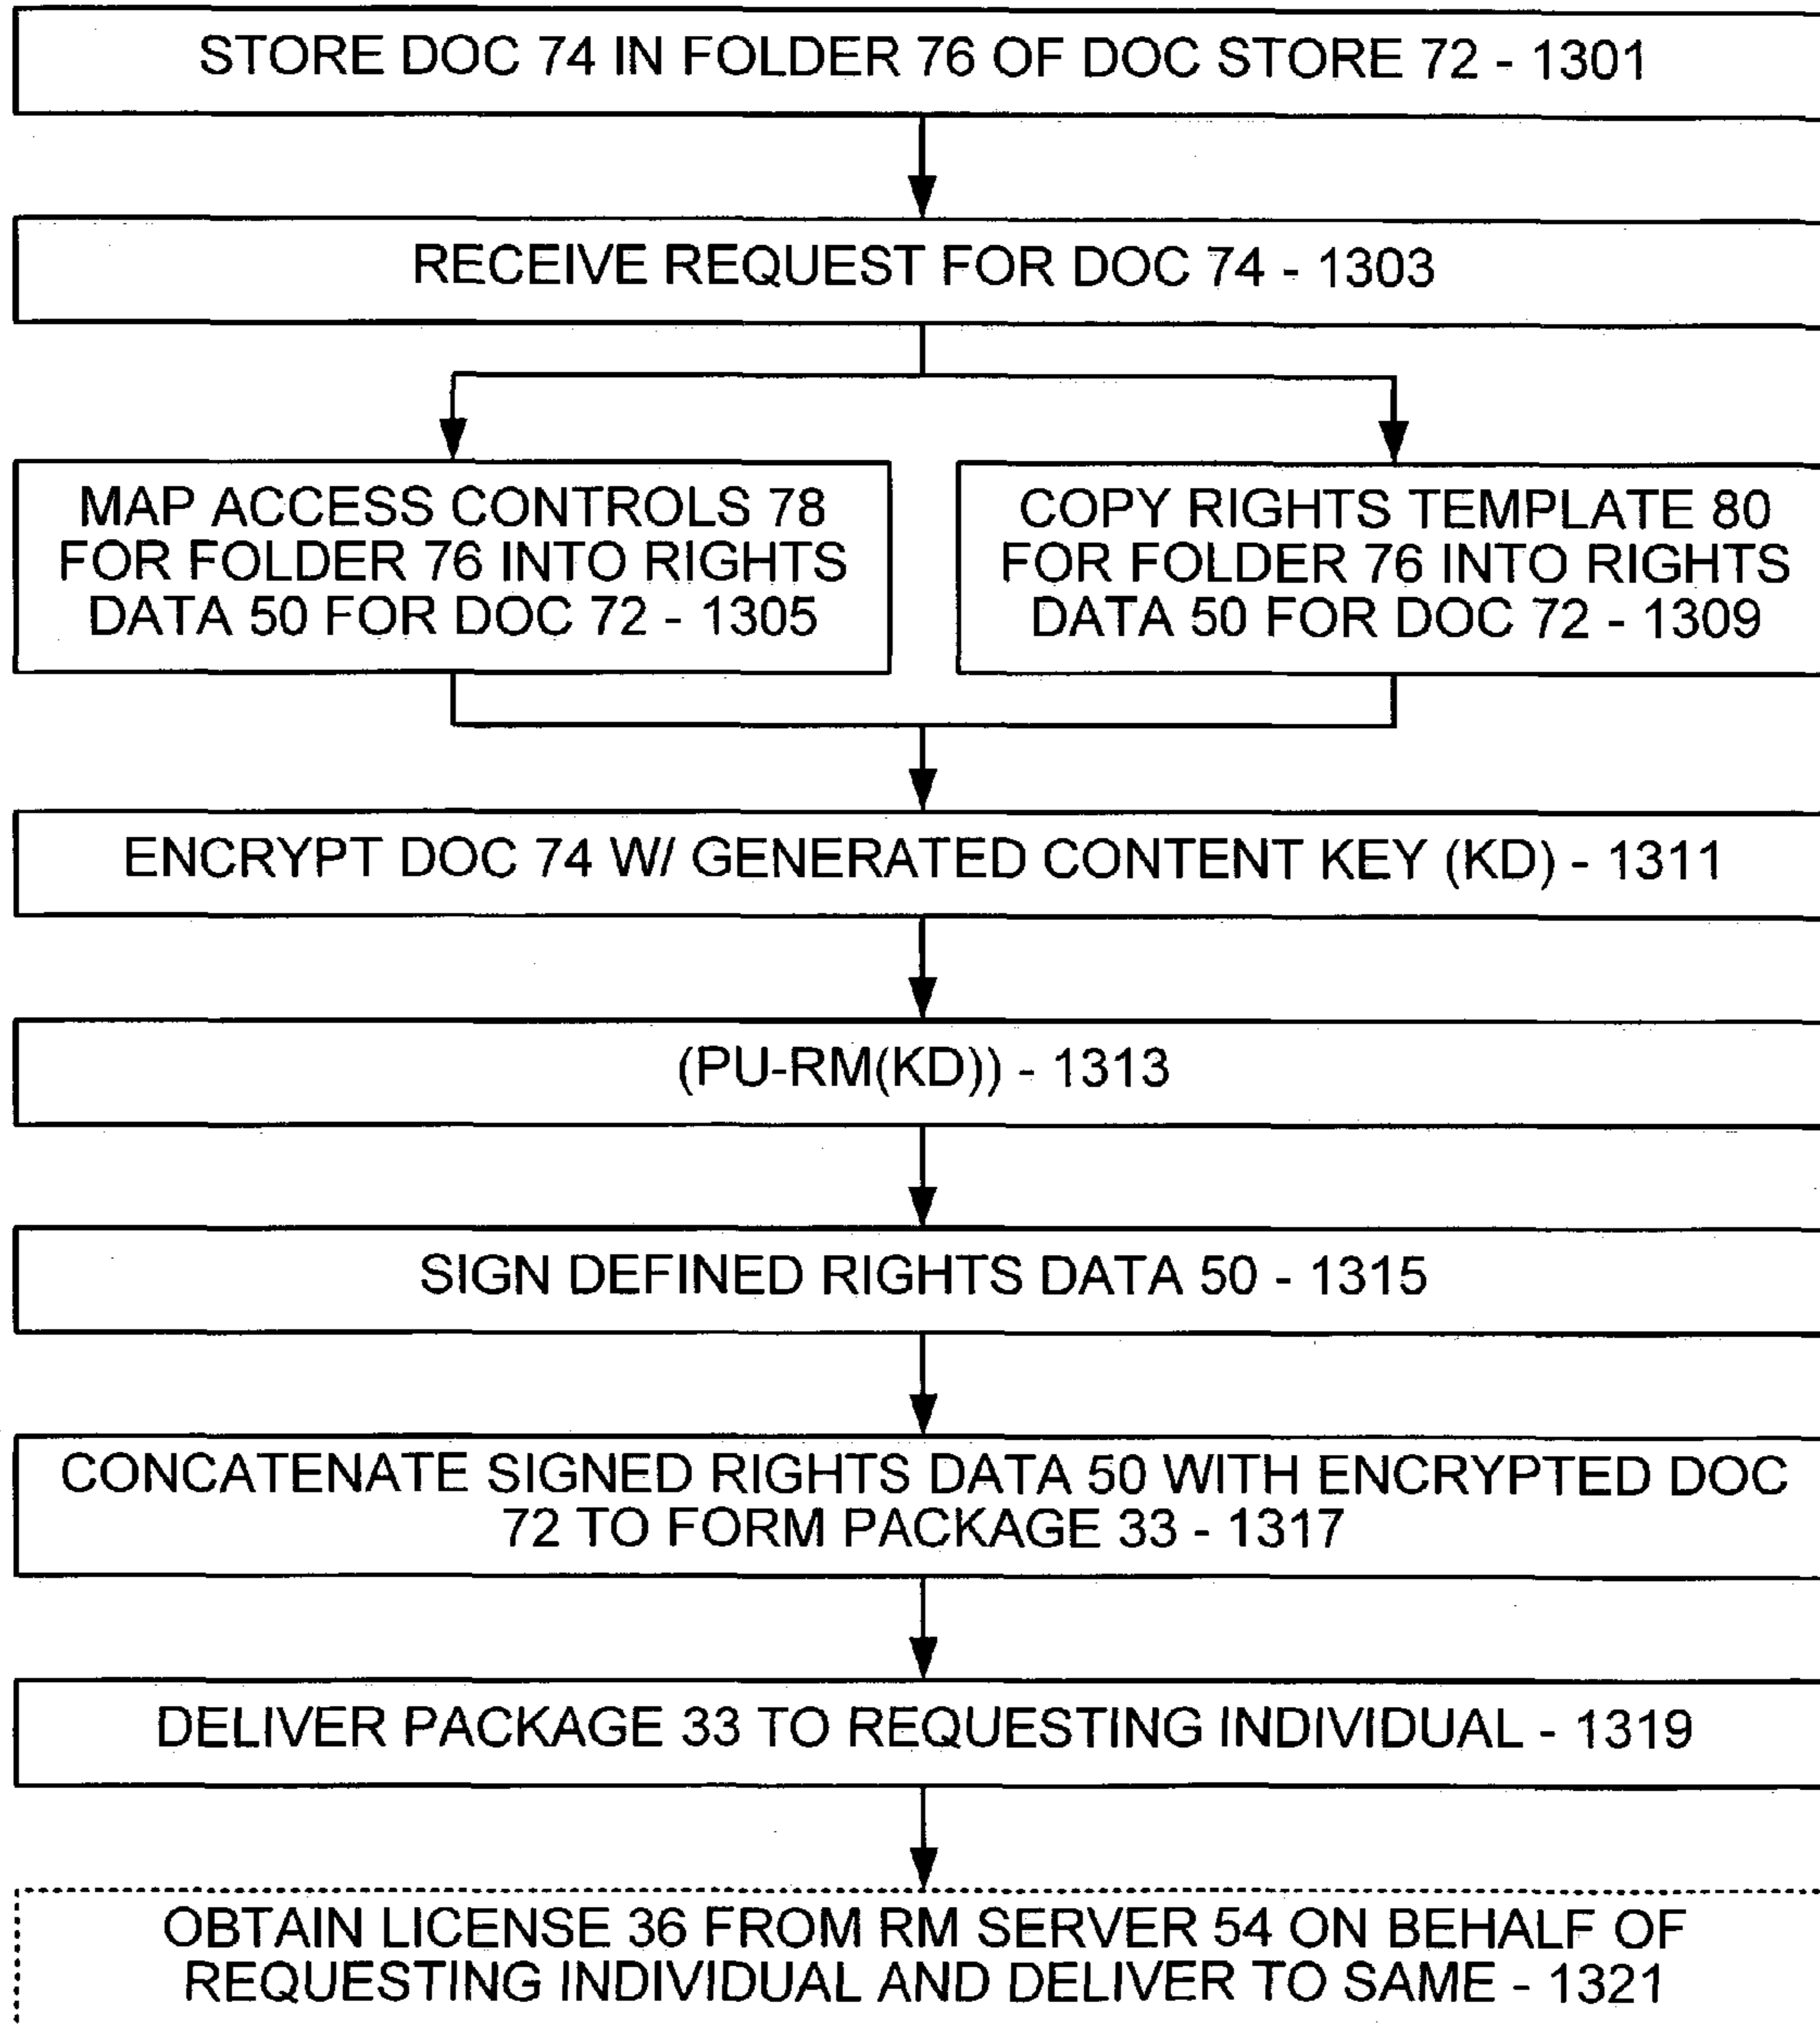 STORE DOC 74 IN FOLDER 76 OF DOC STORE 72 - 1301
RECEIVE REQUEST FOR DOC 74 - 1303
MAP ACCESS CONTROLS 78
FOR FOLDER 76 INTO RIGHTS
DATA 50 FOR DOC 72 - 1305
COPY RIGHTS TEMPLATE 80
FOR FOLDER 76 INTO RIGHTS
DATA 50 FOR DOC 72 - 1309
ENCRYPT DOC 74 W/ GENERATED CONTENT KEY (KD) - 1311
(PU-RM(KD)) - 1313
SIGN DEFINED RIGHTS DATA 50 - 1315
CONCATENATE SIGNED RIGHTS DATA 50 WITH ENCRYPTED DOC
72 TO FORM PACKAGE 33 - 1317
DELIVER PACKAGE 33 TO REQUESTING INDIVIDUAL - 1319
OBTAIN LICENSE 36 FROM RM SERVER 54 ON BEHALF OF
REQUESTING INDIVIDUAL AND DELIVER TO SAME - 1321